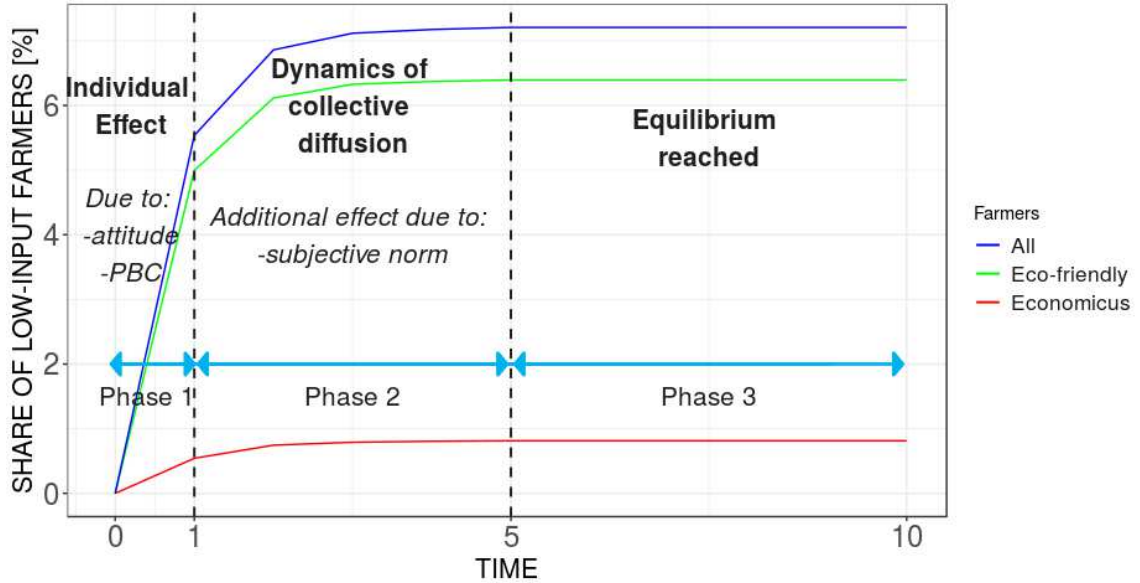 SHARE OF LOW-INPUT FARMERS [%]
6
4
2
0
Individual
Effect
Due to:
-attitude
-PBC
Dynamics of
collective
diffusion
Additional effect due to:
-subjective norm
Equilibrium
reached
Phase 1
Phase 2
Phase 3
0
1
5
10
TIME
Farmers
All
Eco-friendly
Economicus